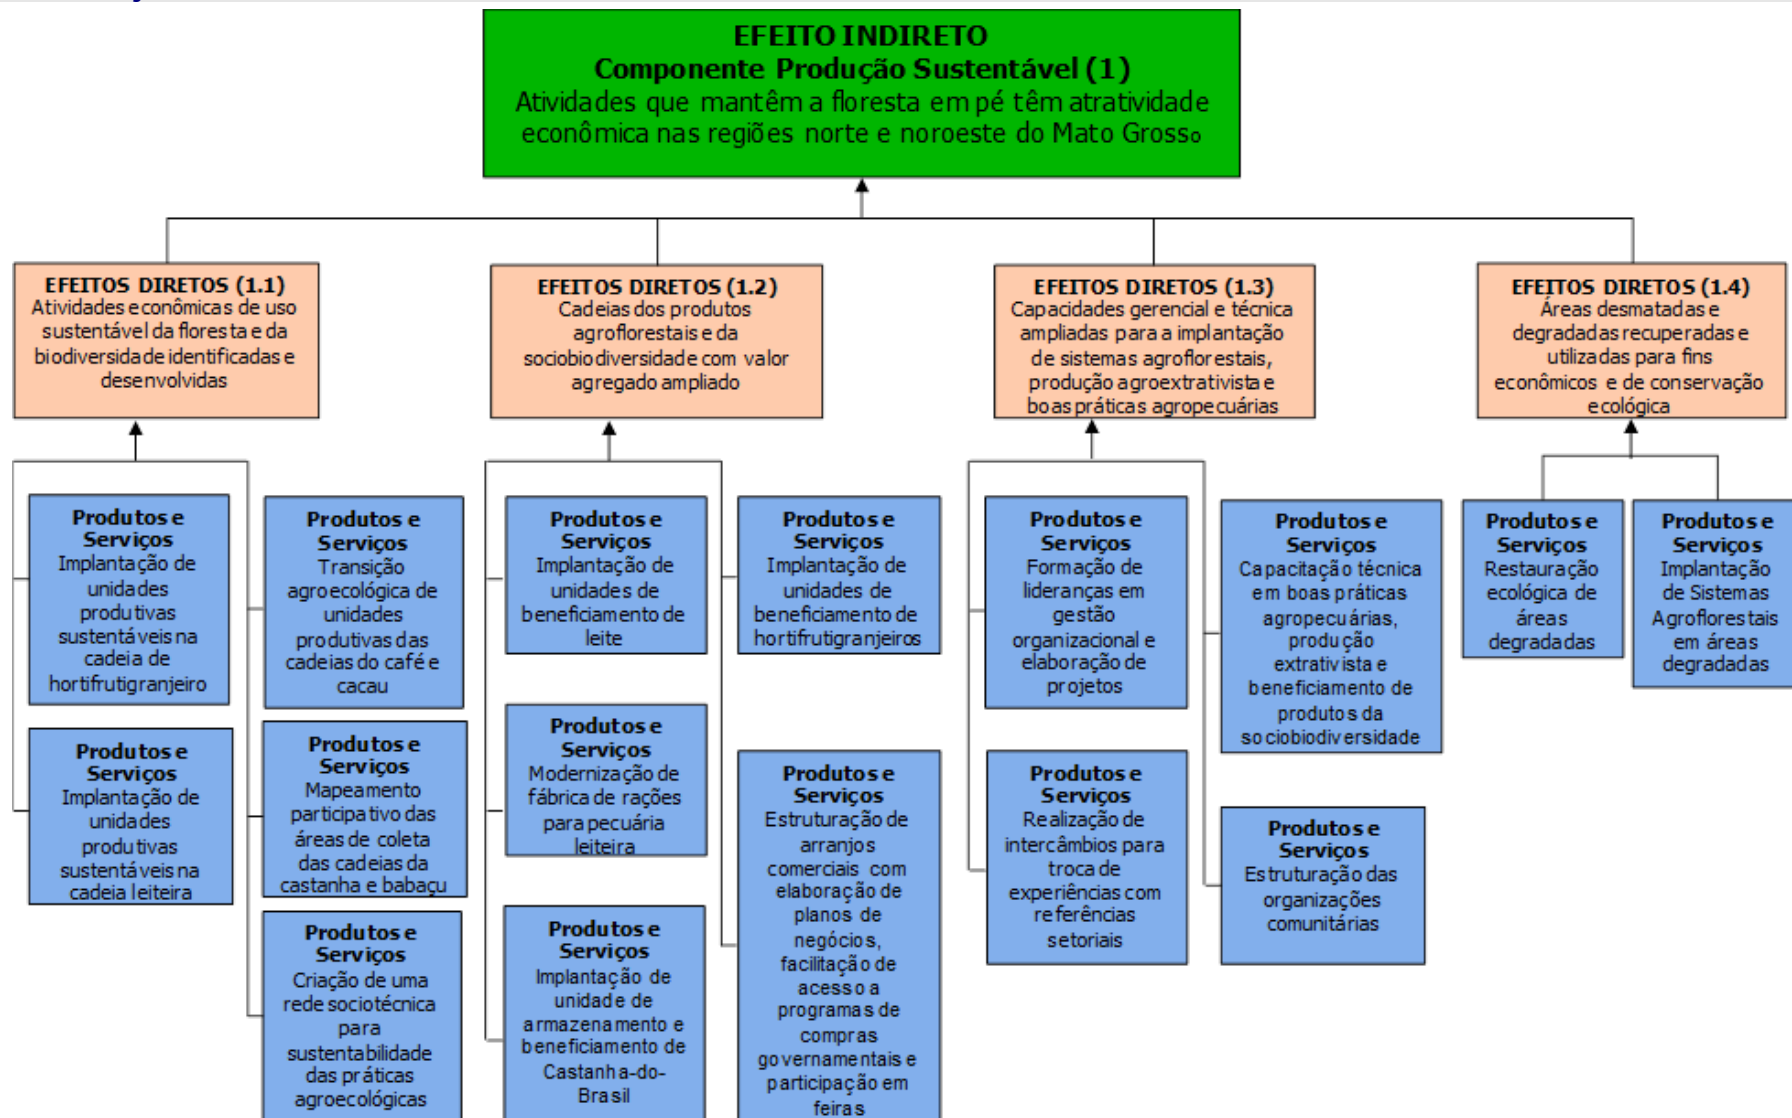 EFEITO INDIRETO
Componente Produção Sustentável (1)
Atividades que mantêm a floresta em pé têm atratividade
econômica nas regiões norte e noroeste do Mato Grosso
EFEITOS DIRETOS (1.1)
Atividades econômicas de uso
sustentável da floresta e da
biodiversidade identificadas e
desenvolvidas
EFEITOS DIRETOS (1.2)
Cadeias dos produtos
agroflorestais e da
sociobiodiversidade com valor
agregado ampliado
EFEITOS DIRETOS (1.3)
Capacidades gerencial e técnica
ampliadas para a implantação
de sistemas agroflorestais,
produção agroextrativista e
boas práticas agropecuárias
EFEITOS DIRETOS (1.4)
Áreas desmatadas e
degradadas recuperadas e
utilizadas para fins
econômicos e de conservação
ecológica
Produtos e
Serviços
Implantação de
unidades
produtivas
sustentáveis na
cadeia de
hortifrutigranjeiro
Produtos e
Serviços
Transição
agroecológica de
unidades
produtivas das
cadeias do café e
cacau
Produtos e
Serviços
Implantação de
unidades
produtivas
sustentáveis na
cadeia leiteira
Produtos e
Serviços
Mapeamento
participativo das
áreas de coleta
das cadeias da
castanha e babaçu
Produtos e
Serviços
Criação de uma
rede sociotécnica
para
sustentabilidade
das práticas
agroecológicas
Produtos e
Serviços
Implantação de
unidades de
beneficiamento de
leite
Produtos e
Serviços
Implantação de
unidades de
beneficiamento de
hortifrutigranjeiros
Produtos e
Serviços
Modernização de
fábrica de rações
para pecuária
leiteira
Produtos e
Serviços
Estruturação de
arranjos
comerciais com
elaboração de
planos de
negócios,
facilitação de
acesso a
programas de
compras
governamentais e
participação em
feiras
Produtos e
Serviços
Implantação de
unidade de
armazenamento e
beneficiamento de
Castanha-do-
Brasil
Produtos e
Serviços
Formação de
lideranças em
gestão
organizacional e
elaboração de
projetos
Produtos e
Serviços
Capacitação técnica
em boas práticas
agropecuárias,
produção
extrativista e
beneficiamento de
produtos da
sociobiodiversidade
Produtos e
Serviços
Realização de
intercâmbios para
troca de
experiências com
referências
setoriais
Produtos e
Serviços
Estruturação das
organizações
comunitárias
Produtos e
Serviços
Restauração
ecológica de
áreas
degradadas
Produtos e
Serviços
Implantação
de Sistemas
Agroflorestais
em áreas
degradadas